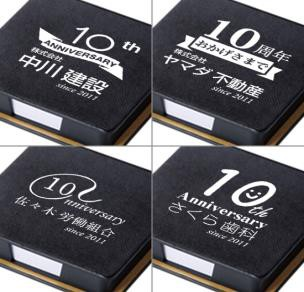 10th
ANNIVERSARY
株式会社
中川建設
since 2011
10周年
おかげさまで
株式会社
ヤマダ不動産
since 2011
10 Anniversary
佐々木 労働組合
since 2011
10th
Anniversary
さくら歯科
since 2011